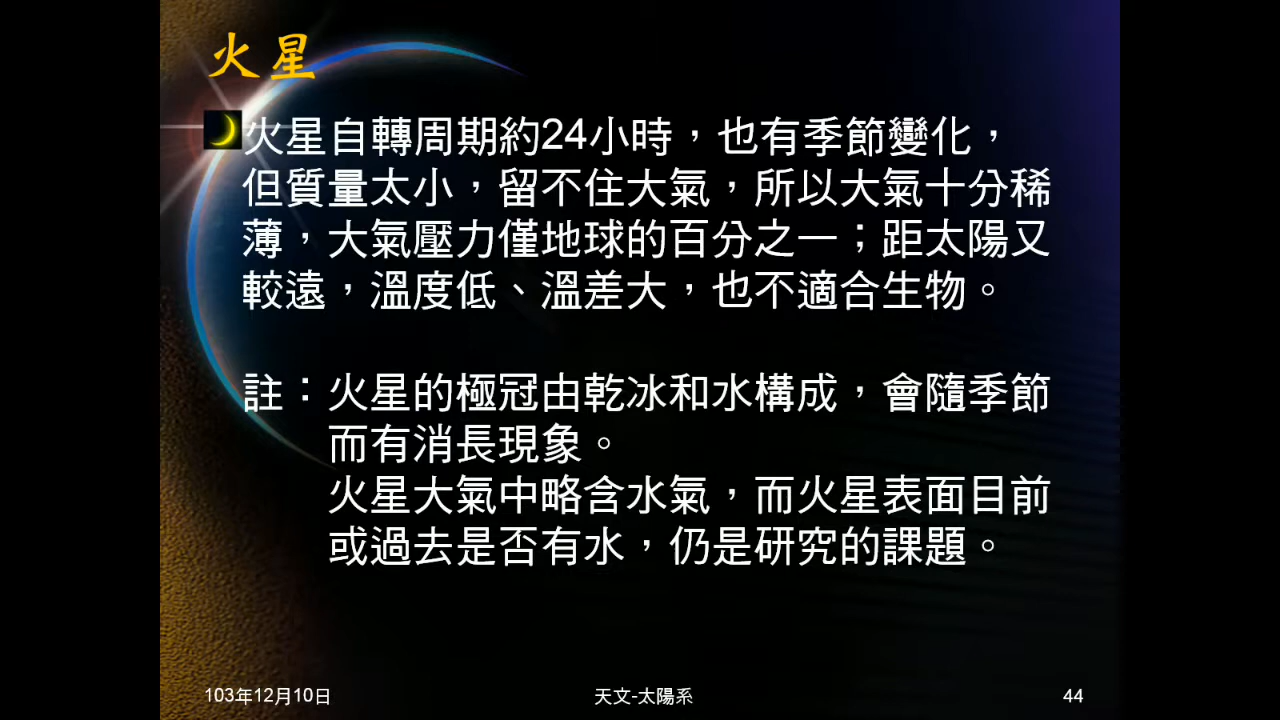 火星
火星自轉周期約24小時，也有季節變化，
但質量太小，留不住大氣，所以大氣十分稀
薄，大氣壓力僅地球的百分之一；距太陽又
較遠，溫度低、溫差大，也不適合生物。
註：火星的極冠由乾冰和水構成，會隨季節
而有消長現象。
火星大氣中略含水氣，而火星表面目前
或過去是否有水，仍是研究的課題。
103年12月10日
天文-太陽系
44